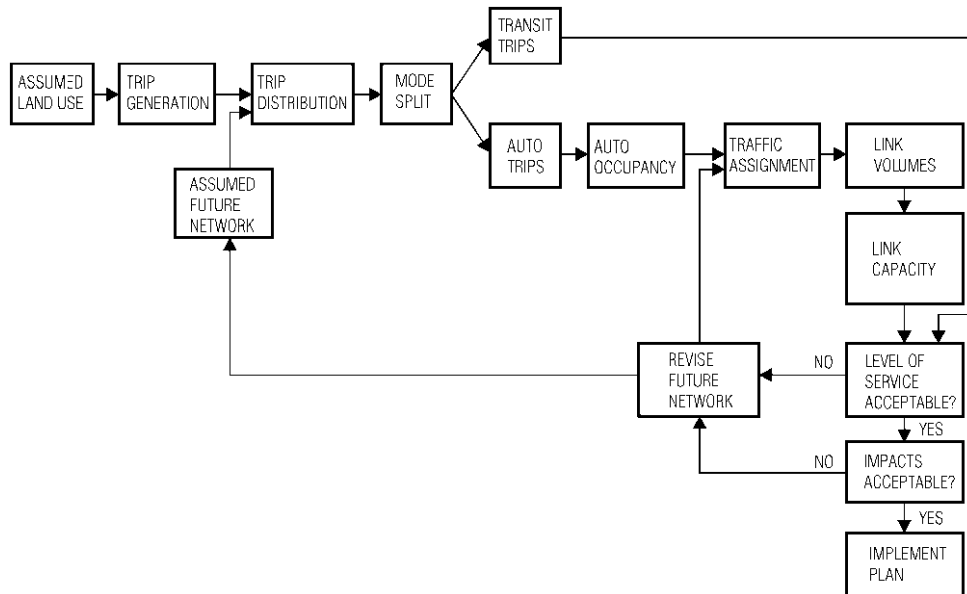 TRANSIT
TRIPS
ASSUMED
LAND USE
TRIP
GENERATION
TRIP
DISTRIBUTION
MODE
SPLIT
AUTO
TRIPS
AUTO
OCCUPANCY
TRAFFIC
ASSIGNMENT
LINK
VOLUMES
ASSUMED
FUTURE
NETWORK
LINK
CAPACITY
REVISE
FUTURE
NETWORK
NO
LEVEL OF
SERVICE
ACCEPTABLE?
YES
NO
IMPACTS
ACCEPTABLE?
YES
IMPLEMENT
PLAN